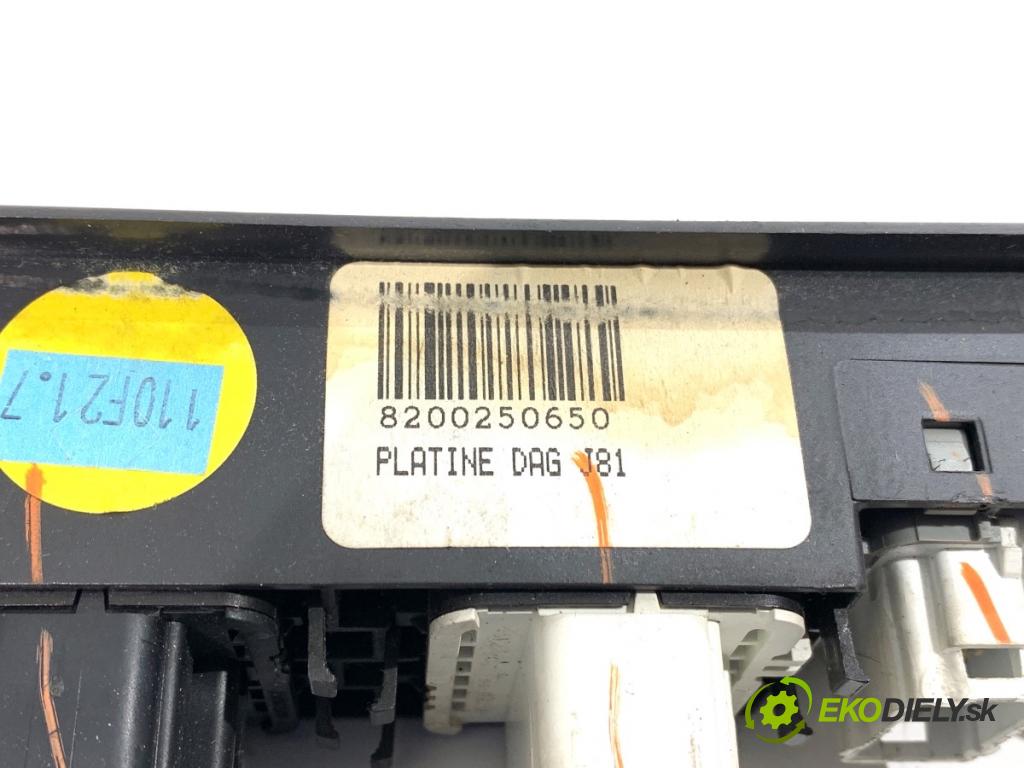 110F21.7
8200250650
PLATINE DAG J81
EKODIELY.sk